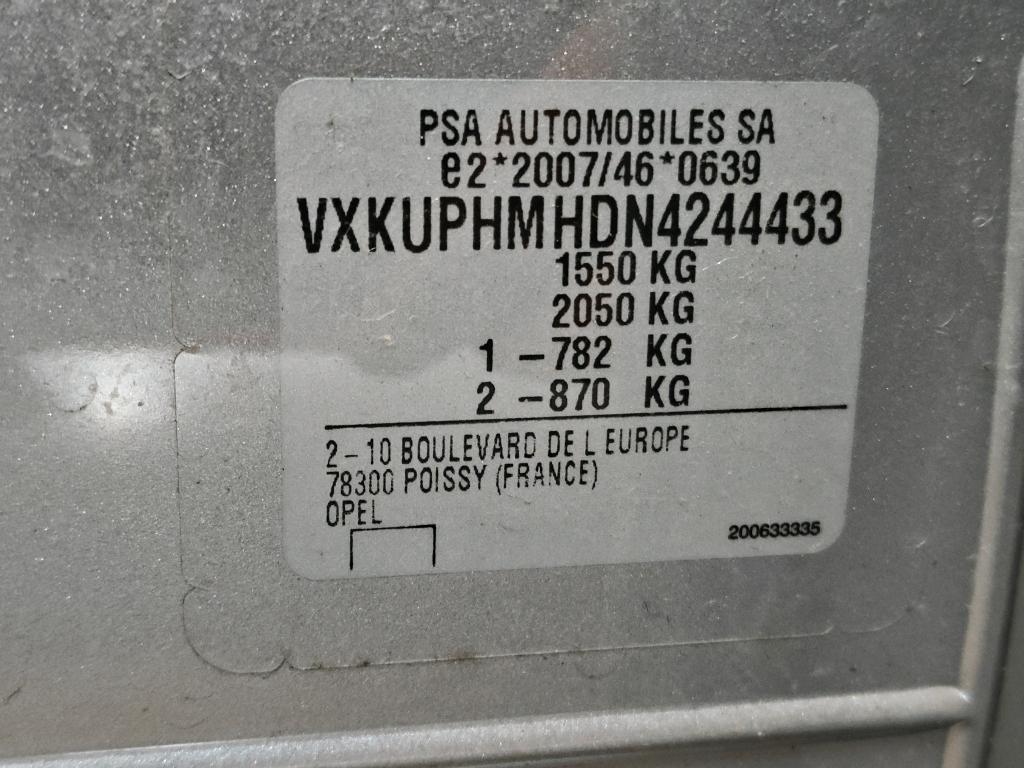 PSA AUTOMOBILES SA
e2*2007/46*0639
VXKUPHMHDN4244433
1550 KG
2050 KG
1 -782 KG
2 -870 KG
2-10 BOULEVARD DE L EUROPE
78300 POISSY (FRANCE)
OPEL
200633335